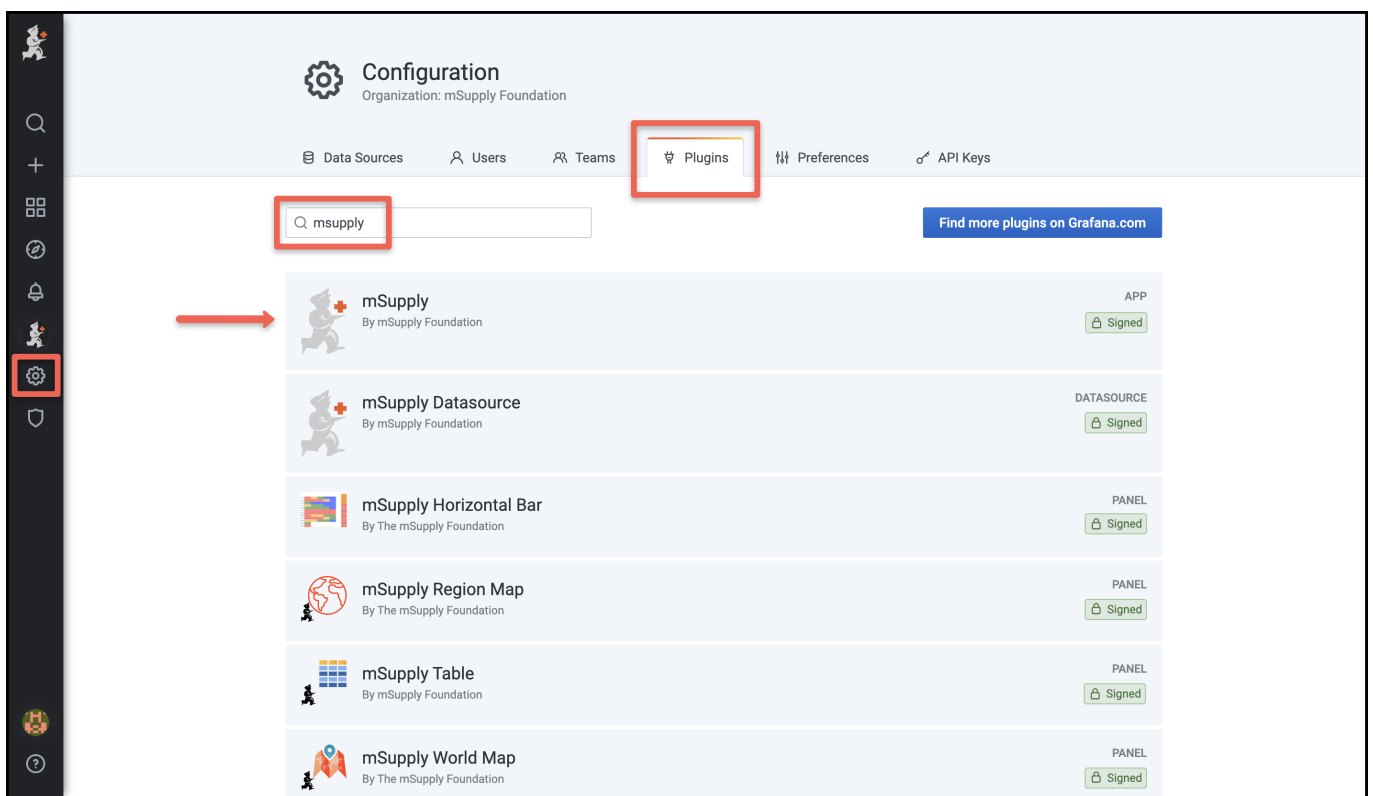 Configuration
Organization: mSupply Foundation
Data Sources Users Teams Plugins Preferences API Keys
msupply
Find more plugins on Grafana.com
mSupply
By mSupply Foundation
APP
Signed
mSupply Datasource
By mSupply Foundation
DATASOURCE
Signed
mSupply Horizontal Bar
By The mSupply Foundation
PANEL
Signed
mSupply Region Map
By The mSupply Foundation
PANEL
Signed
mSupply Table
By mSupply Foundation
PANEL
Signed
mSupply World Map
By The mSupply Foundation
PANEL
Signed